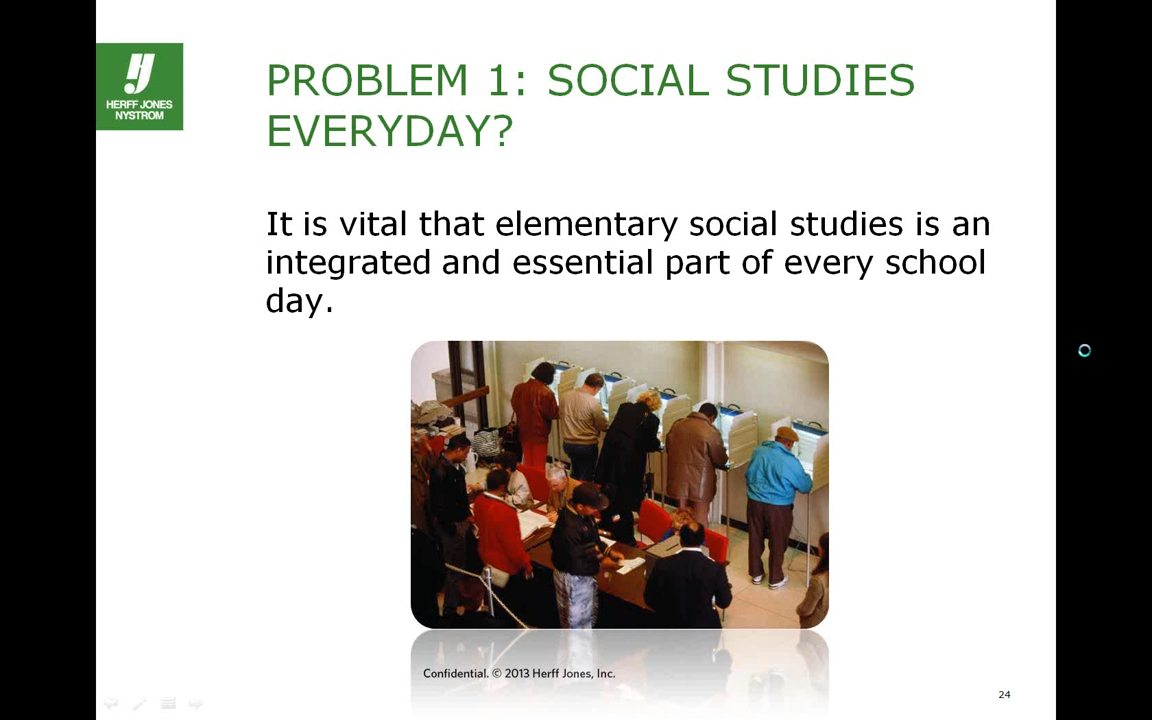 HERFF JONES
NYSTROM
PROBLEM 1: SOCIAL STUDIES
EVERYDAY?
It is vital that elementary social studies is an
integrated and essential part of every school
day.
Confidential. © 2013 Herff Jones, Inc.
24